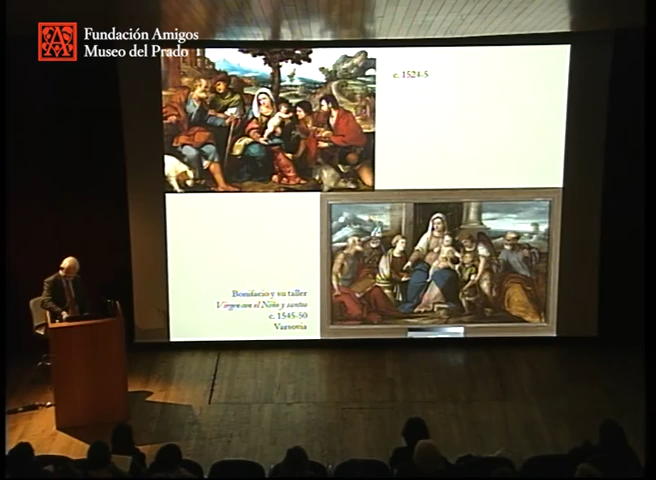 Fundación Amigos
Museo del Prado
c. 1524-5
Bonifacio y su taller
Virgen con el Niño y santos
c. 1545-50
Varsovia